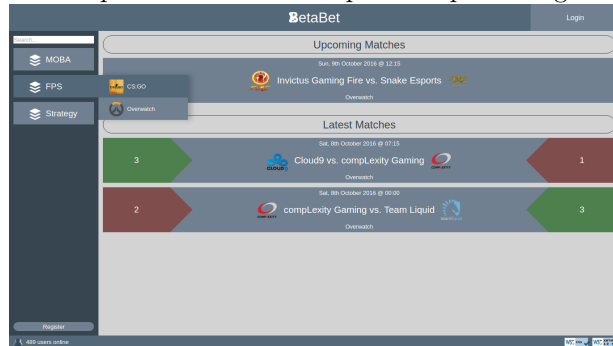 BetaBet
Login
Search...
MOBA
FPS
Strategy
CS:GO
Overwatch
Upcoming Matches
Sun, 9th October 2016 @ 12:15
Invictus Gaming Fire vs. Snake Esports
Overwatch
Latest Matches
Sat, 8th October 2016 @ 07:15
3
Cloud9 vs. compLexity Gaming
1
Overwatch
Sat, 8th October 2016 @ 00:00
2
compLexity Gaming vs. Team Liquid
3
Overwatch
Register
489 users online